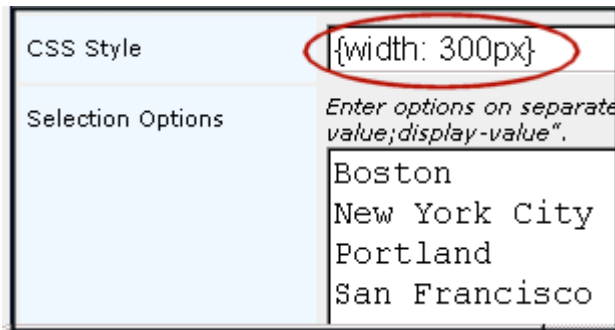 CSS Style
{width: 300px}
Selection Options
Enter options on separate
value;display-value".
Boston
New York City
Portland
San Francisco